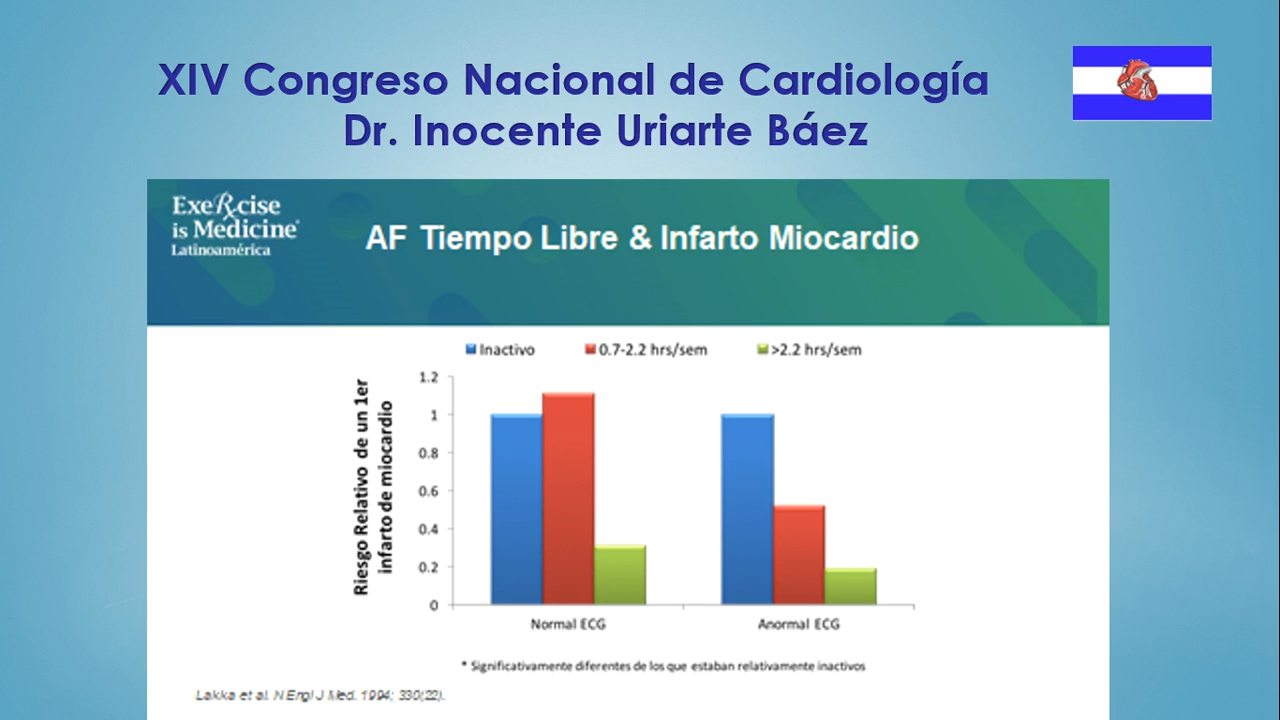 XIV Congreso Nacional de Cardiología
Dr. Inocente Uriarte Báez
ExeRcise
is Medicine®
Latinoamérica
AF Tiempo Libre & Infarto Miocardio
Inactivo
0.7-2.2 hrs/sem
>2.2 hrs/sem
Riesgo Relativo de un 1er
infarto de miocardio
1.2
1
0.8
0.6
0.4
0.2
0
Normal ECG
Anormal ECG
* Significativamente diferentes de los que estaban relativamente inactivos
Lakka et al. N Engl J Med. 1994; 330(22).